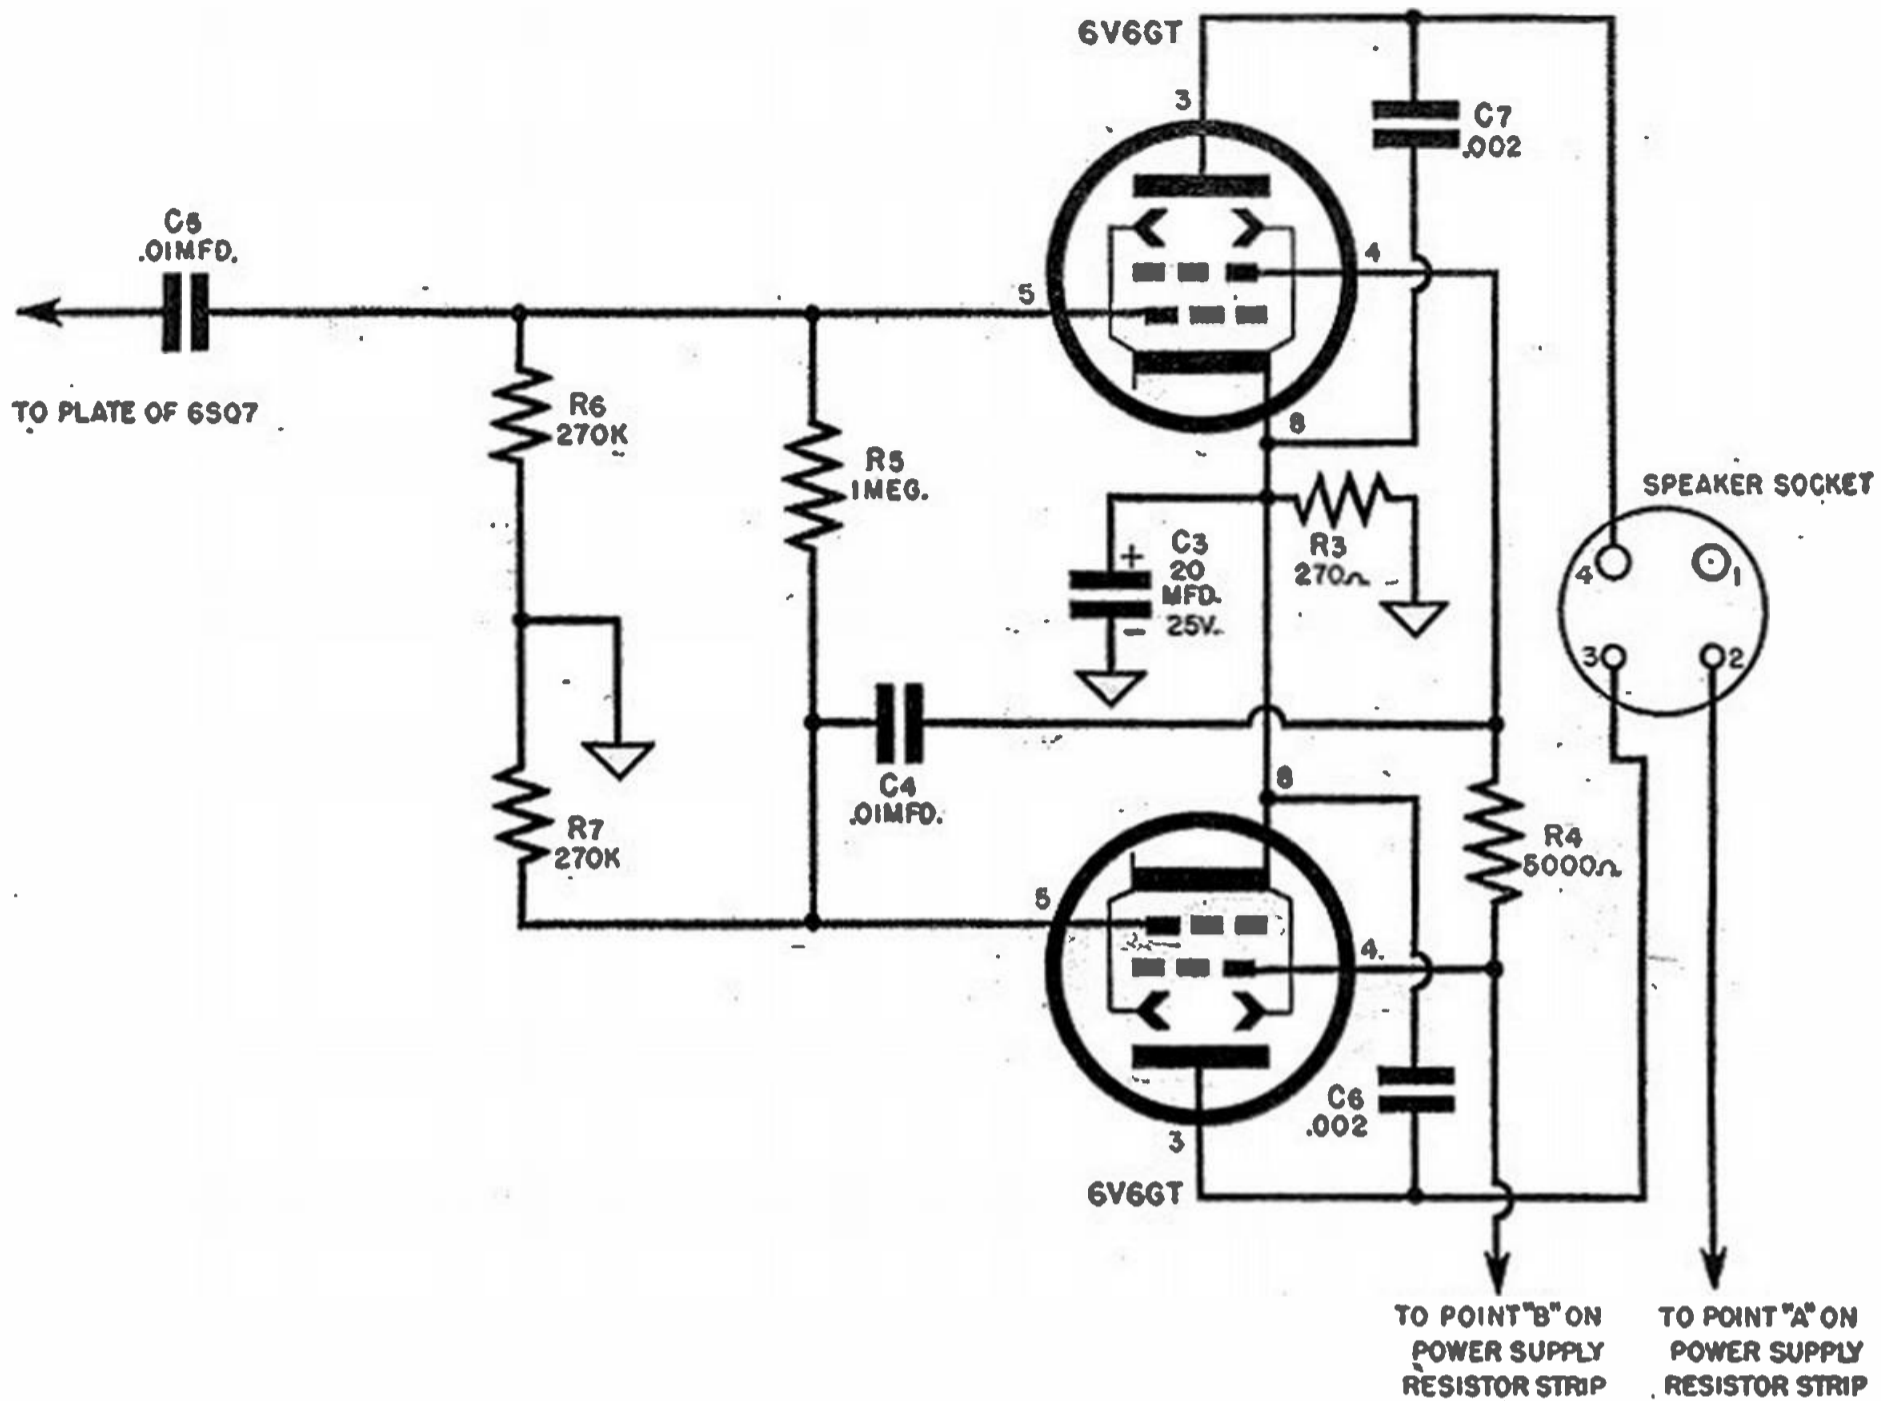 6V6GT
3
C7
.002
C5
.01MFD.
4
5
TO PLATE OF 6SQ7
R6
270K
8
R5
1MEG.
SPEAKER SOCKET
C3
20
MFD.
25V.
+
−
R3
270Ω
4
1
3
2
C4
.01MFD.
8
R7
270K
R4
5000Ω
5
4.
C6
.002
3
6V6GT
TO POINT "B" ON
POWER SUPPLY
RESISTOR STRIP
TO POINT "A" ON
POWER SUPPLY
RESISTOR STRIP